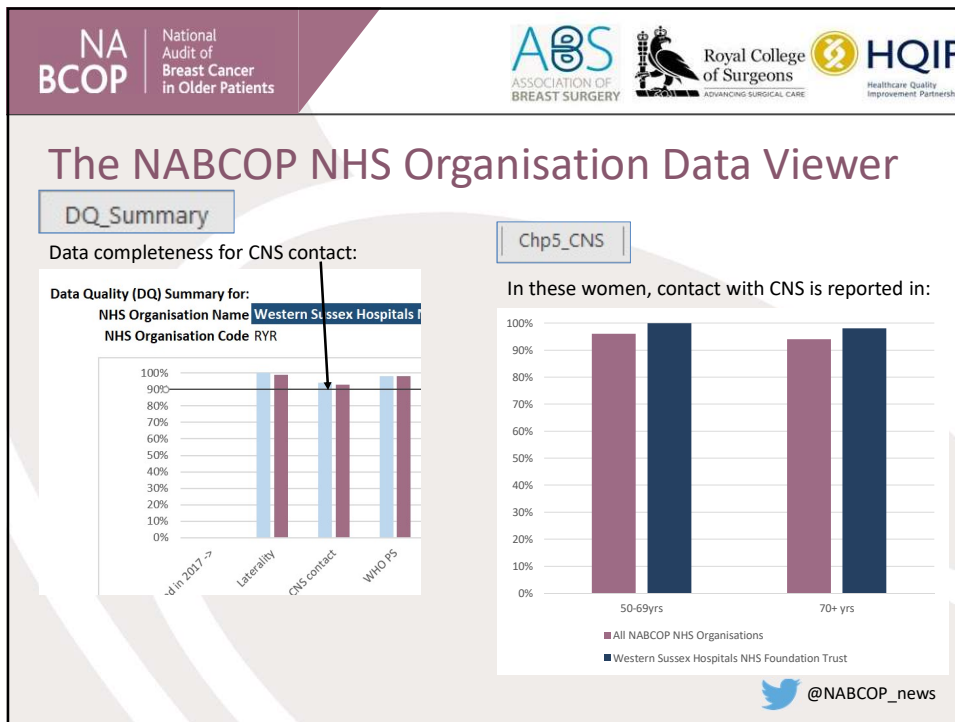 NA
BCOP
National
Audit of
Breast Cancer
in Older Patients
ABS
ASSOCIATION OF
BREAST SURGERY
Royal College
of Surgeons
ADVANCING SURGICAL CARE
HQIP
Healthcare Quality
Improvement Partnersh
The NABCOP NHS Organisation Data Viewer
DQ_Summary
Data completeness for CNS contact:
Data Quality (DQ) Summary for:
NHS Organisation Name Western Sussex Hospitals N
NHS Organisation Code RYR
100%
90%
80%
70%
60%
50%
40%
30%
20%
10%
0%
d in 2017 ->
Laterality
CNS contact
WHO PS
Chp5_CNS
In these women, contact with CNS is reported in:
100%
90%
80%
70%
60%
50%
40%
30%
20%
10%
0%
50-69yrs 70+ yrs
All NABCOP NHS Organisations
Western Sussex Hospitals NHS Foundation Trust
@NABCOP_news